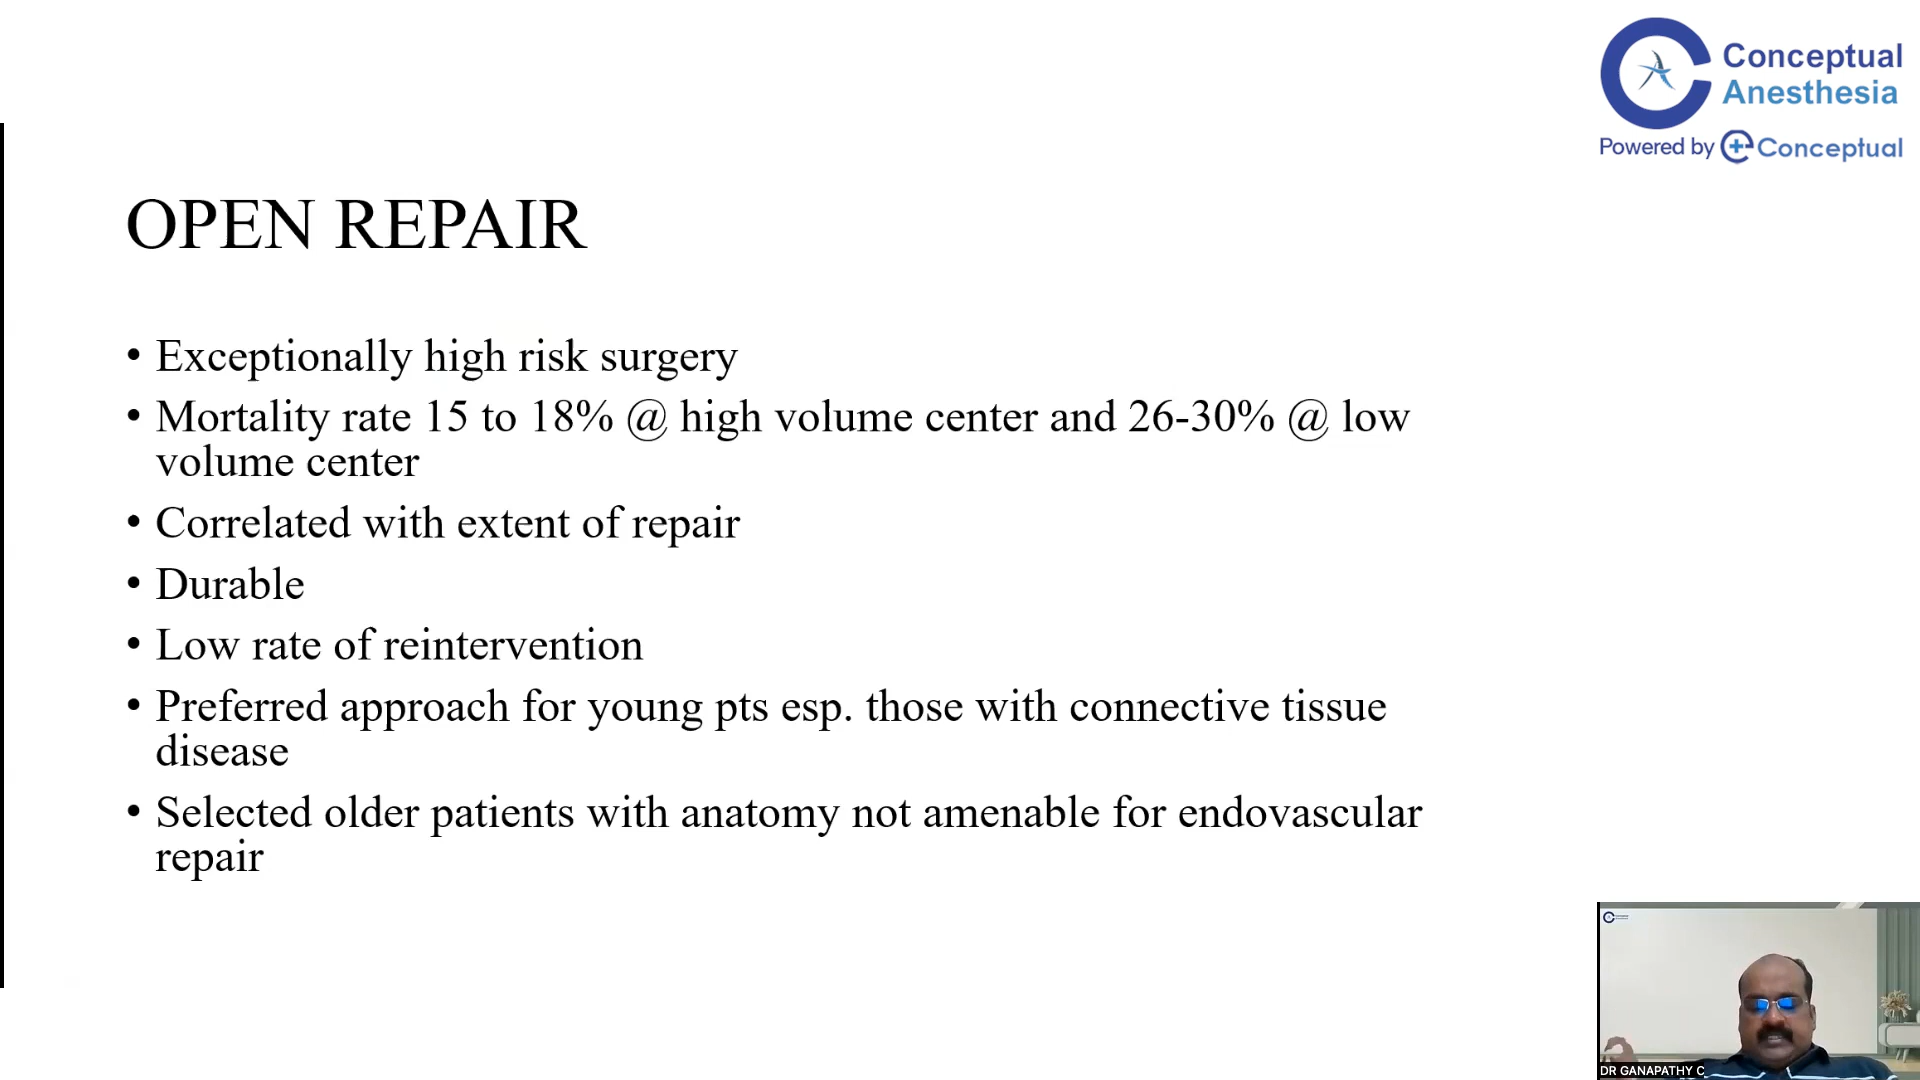 Conceptual
Anesthesia
Powered by Conceptual
OPEN REPAIR
• Exceptionally high risk surgery
• Mortality rate 15 to 18% @ high volume center and 26-30% @ low
volume center
• Correlated with extent of repair
• Durable
• Low rate of reintervention
• Preferred approach for young pts esp. those with connective tissue
disease
• Selected older patients with anatomy not amenable for endovascular
repair
DR GANAPATHY C